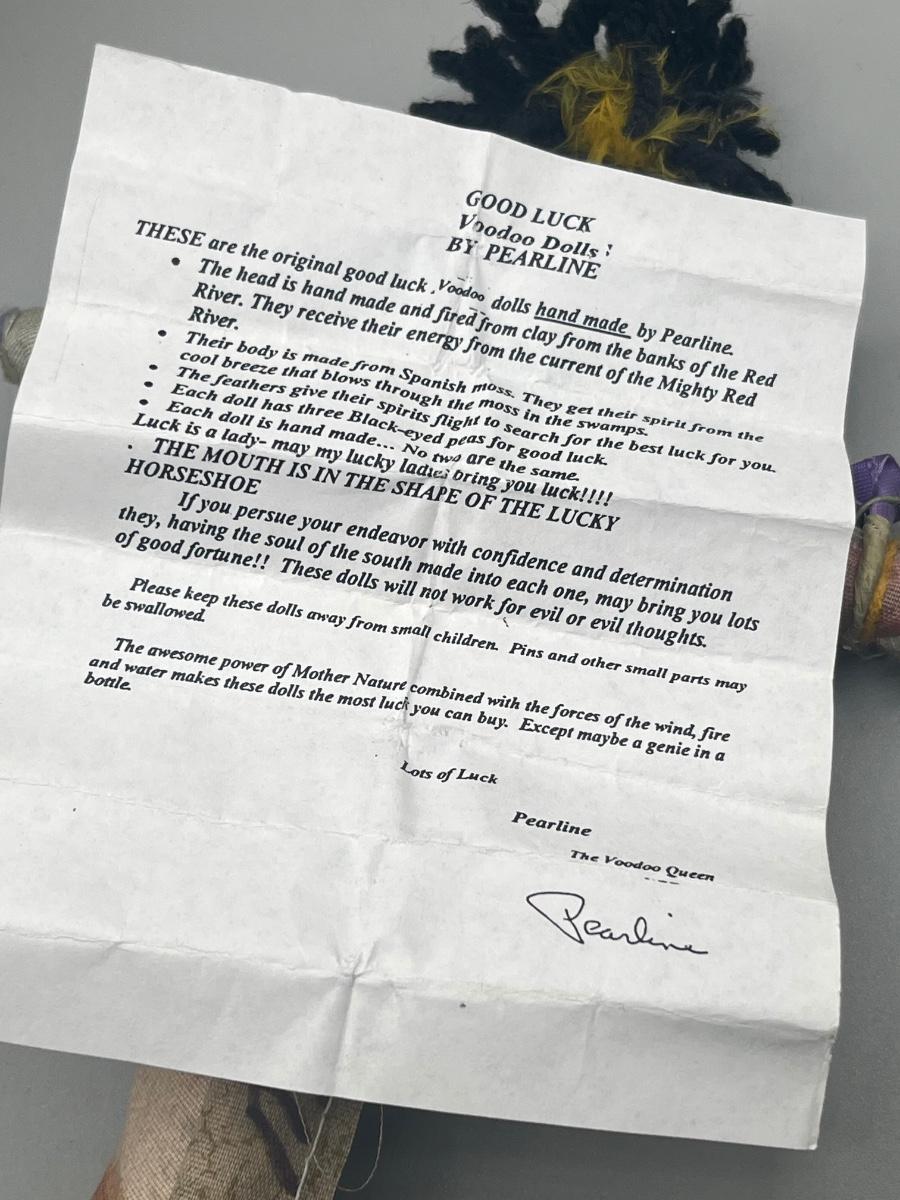 GOOD LUCK
Voodoo Dolls :
BY PEARLINE
THESE are the original good luck , Voodoo dolls hand made by Pearline.
• The head is hand made and fired from clay from the banks of the Red
River. They receive their energy from the current of the Mighty Red
River.
• Their body is made from Spanish moss. They get their spirit from the
cool breeze that blows through the moss in the swamps.
• The feathers give their spirits flight to search for the best luck for you.
• Each doll has three Black-eyed peas for good luck.
• Each doll is hand made... No two are the same.
Luck is a lady- may my lucky ladies bring you luck!!!!
. THE MOUTH IS IN THE SHAPE OF THE LUCKY
HORSESHOE
If you persue your endeavor with confidence and determination
they, having the soul of the south made into each one, may bring you lots
of good fortune!! These dolls will not work for evil or evil thoughts.
Please keep these dolls away from small children. Pins and other small parts may
be swallowed.
The awesome power of Mother Nature combined with the forces of the wind, fire
and water makes these dolls the most luck you can buy. Except maybe a genie in a
bottle.
Lots of Luck
Pearline
The Voodoo Queen
Pearline